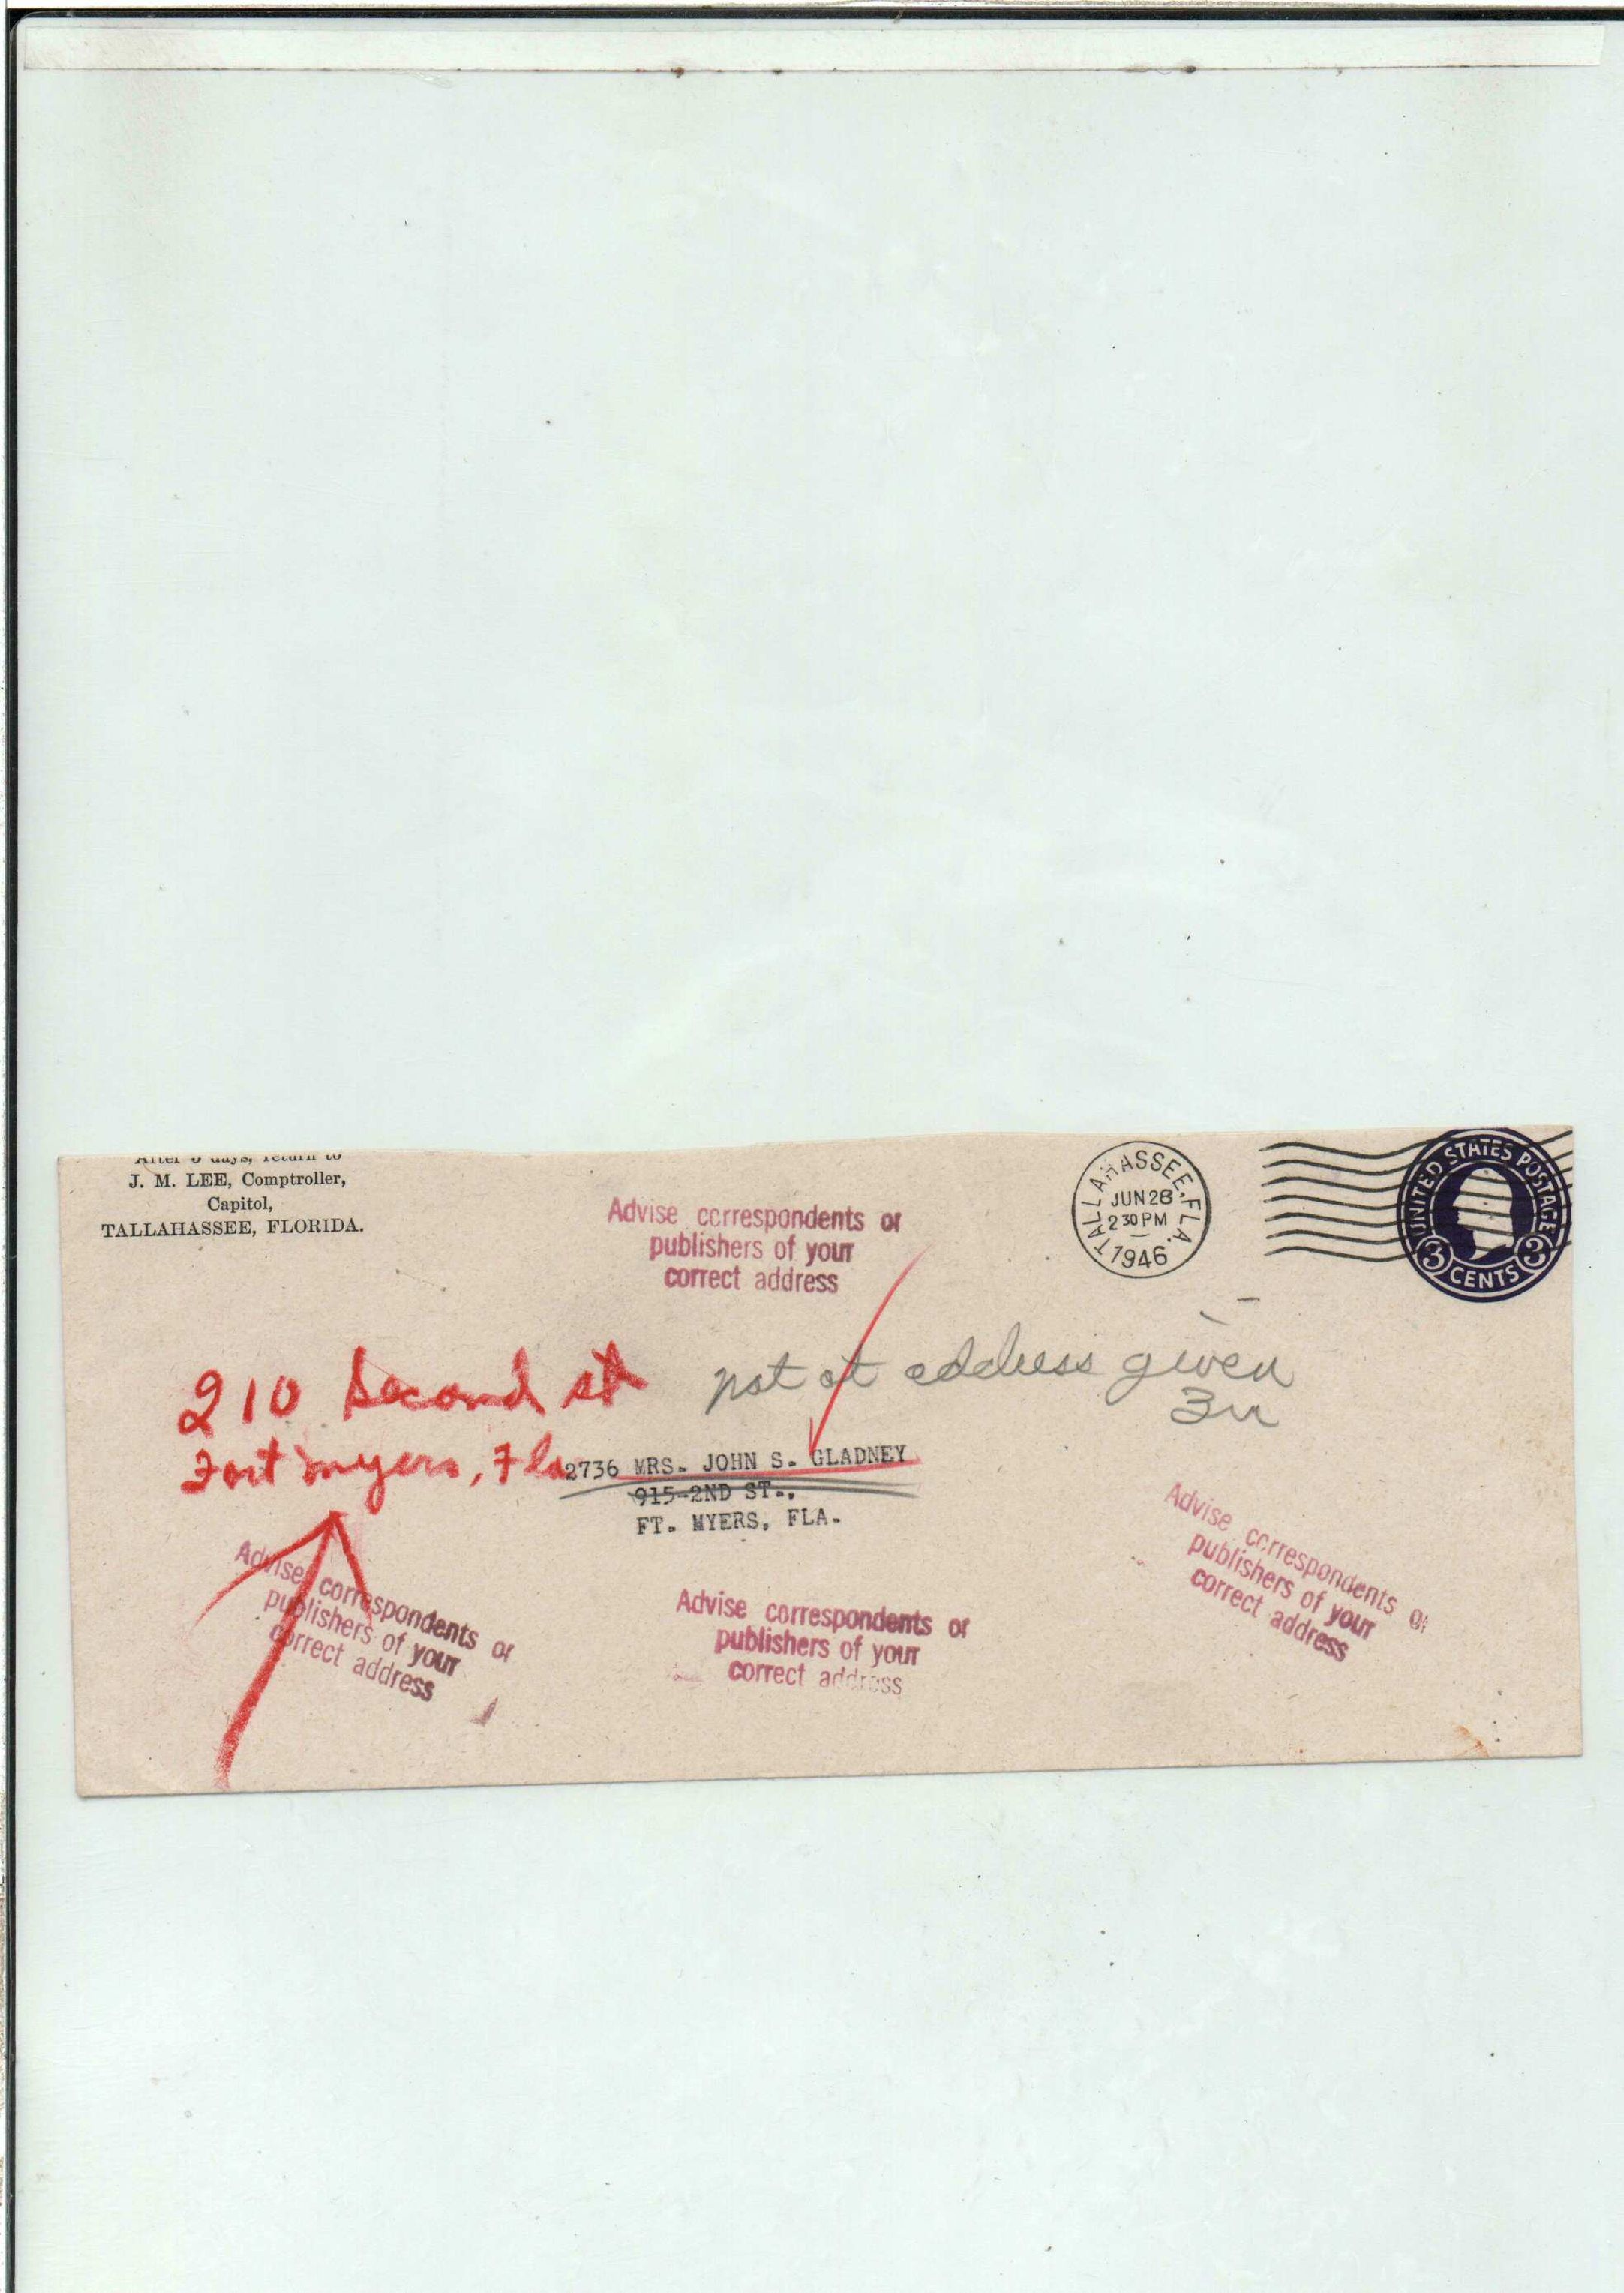 After 5 days, return to
J. M. LEE, Comptroller,
Capitol,
TALLAHASSEE, FLORIDA.
TALLAHASSEE, FLA.
JUN 28
2 30 PM
1946
UNITED STATES POSTAGE
3 CENTS 3
Advise correspondents or
publishers of your
correct address
210 Second st
Fort Myers, Fla
not at address given
2736 MRS. JOHN S. GLADNEY
915-2ND ST.,
FT. MYERS, FLA.
Advise correspondents or
publishers of your
correct address
Advise correspondents or
publishers of your
correct address
Advise correspondents or
publishers of your
correct address